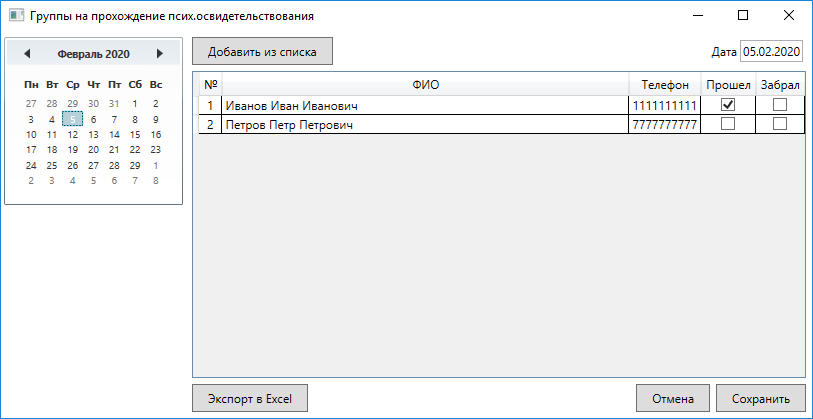 Группы на прохождение псих.освидетельствования
Февраль 2020
Пн Вт Ср Чт Пт Сб Вс
27 28 29 30 31 1 2
3 4 5 6 7 8 9
10 11 12 13 14 15 16
17 18 19 20 21 22 23
24 25 26 27 28 29 1
2 3 4 5 6 7 8
Добавить из списка
Дата 05.02.2020
№ ФИО Телефон Прошел Забрал
1 Иванов Иван Иванович 1111111111
2 Петров Петр Петрович 7777777777
Экспорт в Excel
Отмена
Сохранить